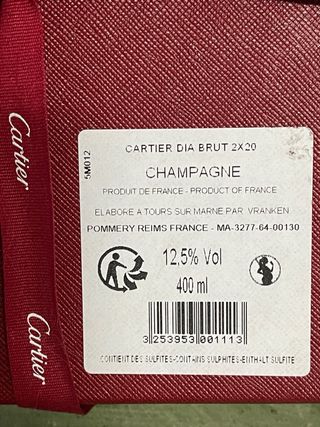 Cartier
Cartier
5M012
CARTIER DIA BRUT 2X20
CHAMPAGNE
PRODUIT DE FRANCE - PRODUCT OF FRANCE
ELABORE A TOURS SUR MARNE PAR VRANKEN
POMMERY REIMS FRANCE - MA-3277-64-00130
12,5% Vol
400 ml
3 253953 001113
CONTIENT DES SULFITES-CONTAINS SULPHITES-ENTHALT SULFITE